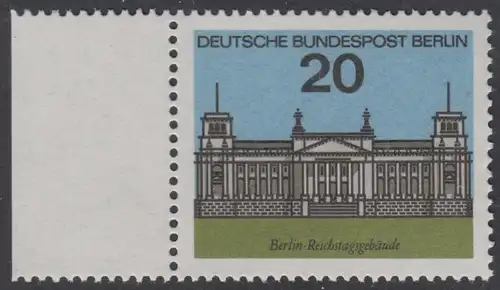 DEUTSCHE BUNDESPOST BERLIN
20
Berlin-Reichstagsgebäude